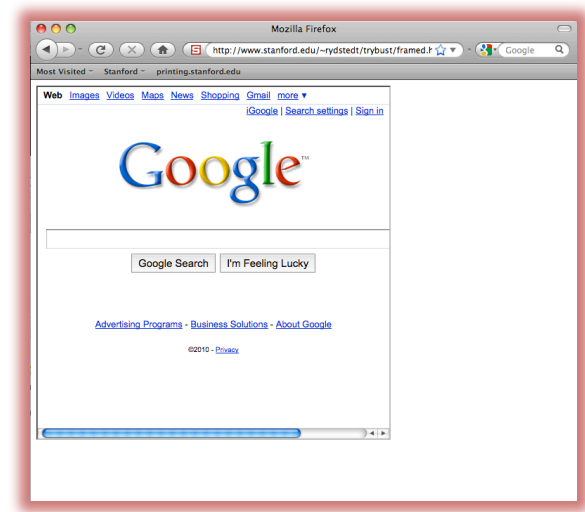 Mozilla Firefox
http://www.stanford.edu/~rydstedt/trybust/framed.h
Google
Most Visited Stanford printing.stanford.edu
Web Images Videos Maps News Shopping Gmail more ▼
iGoogle | Search settings | Sign in
Google™
Google Search I'm Feeling Lucky
Advertising Programs - Business Solutions - About Google
©2010 - Privacy